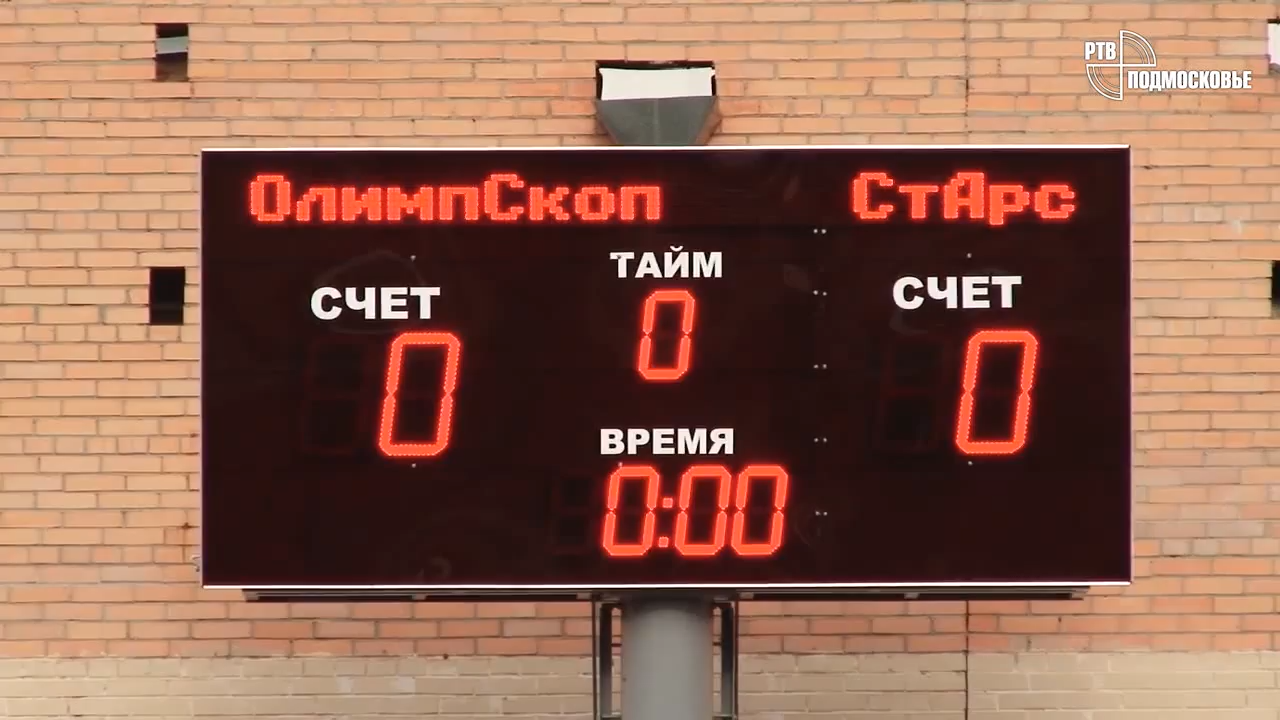 РТВ
ПОДМОСКОВЬЕ
ОлимпСкоп СтАрс
ТАЙМ
СЧЕТ 0 СЧЕТ
0 0
ВРЕМЯ
0:00